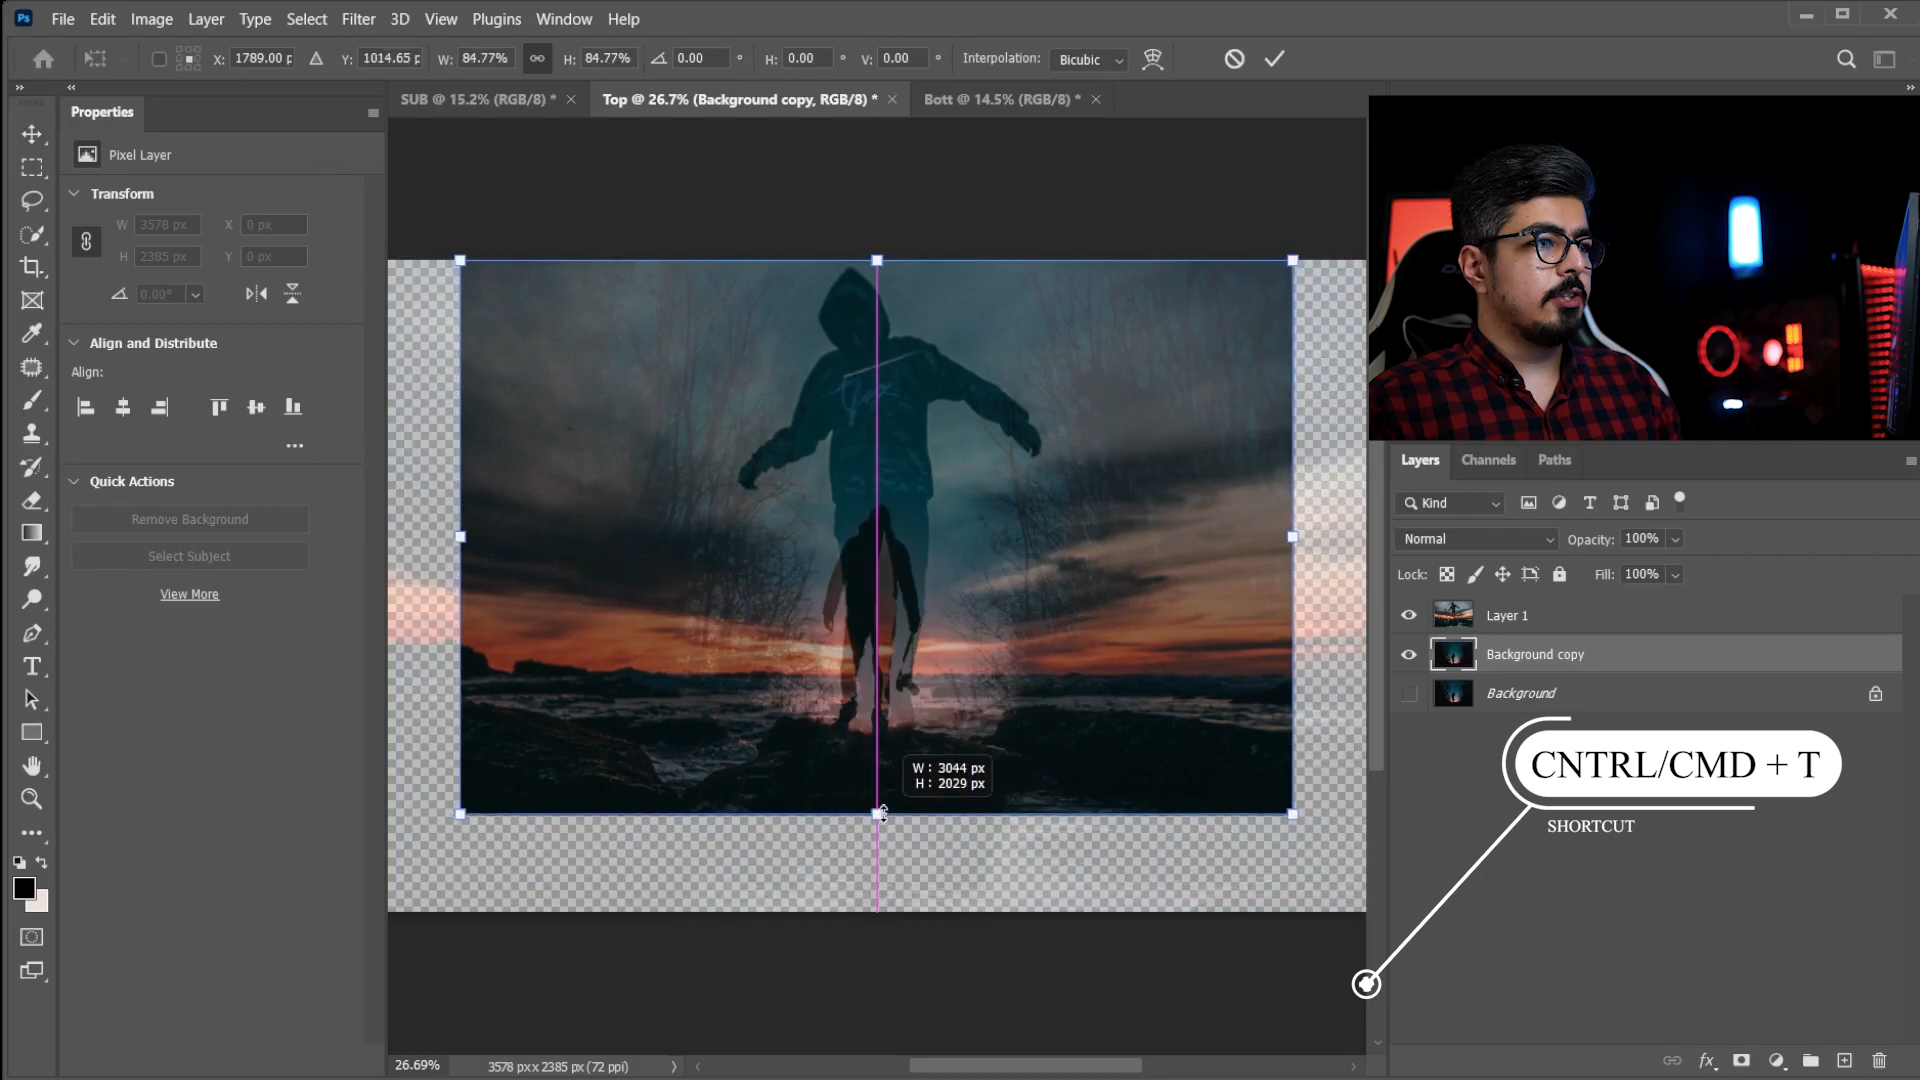 Ps File Edit Image Layer Type Select Filter 3D View Plugins Window Help
X: 1789.00 p Y: 1014.65 p W: 84.77% H: 84.77% 0.00 ° H: 0.00 ° V: 0.00 ° Interpolation: Bicubic
SUB @ 15.2% (RGB/8) * × Top @ 26.7% (Background copy, RGB/8) * × Bott @ 14.5% (RGB/8) * ×
Properties
Pixel Layer
Transform
W 3578 px X 0 px
H 2385 px Y 0 px
0.00°
Align and Distribute
Align:
Quick Actions
Remove Background
Select Subject
View More
W : 3044 px
H : 2029 px
Layers Channels Paths
Kind
Normal Opacity: 100%
Lock: Fill: 100%
Layer 1
Background copy
Background
CNTRL/CMD + T
SHORTCUT
26.69% 3578 px x 2385 px (72 ppi)